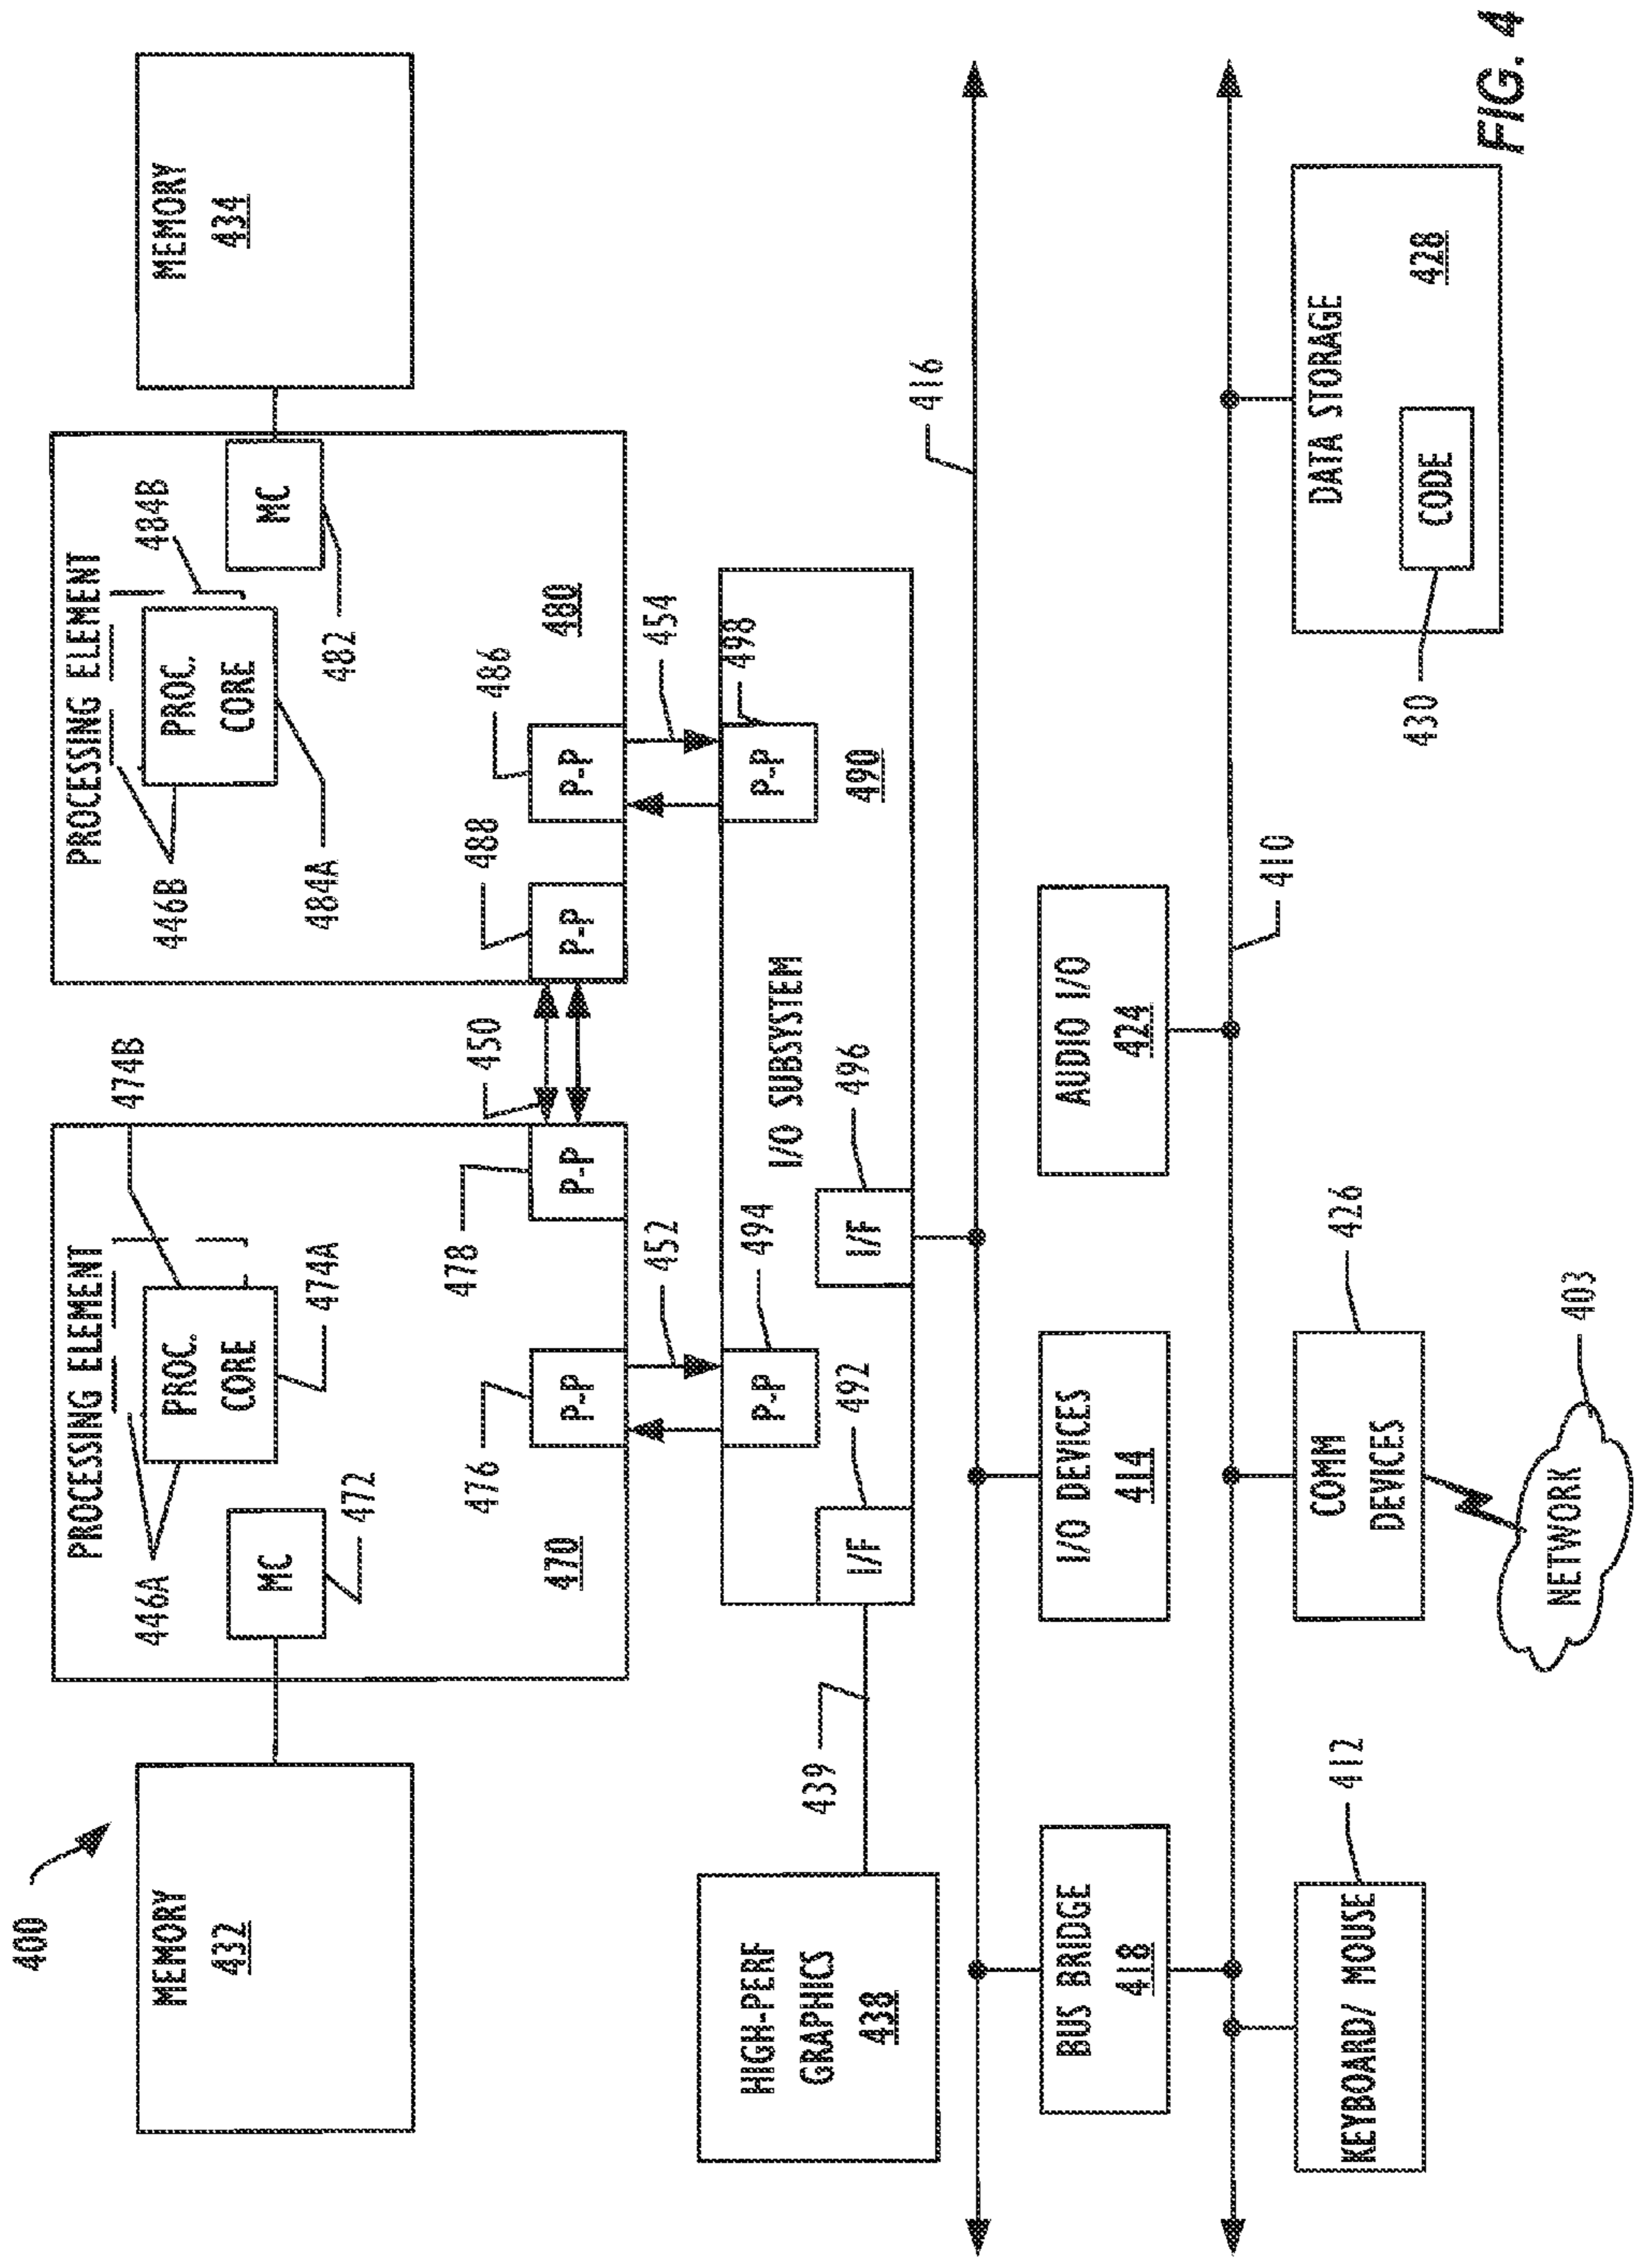 400
MEMORY
432
PROCESSING ELEMENT
446A
PROC.
CORE
474B
474A
MC
472
470
476
P-P
478
P-P
450
PROCESSING ELEMENT
446B
PROC.
CORE
484B
484A
MC
482
480
488
P-P
486
P-P
MEMORY
434
452
454
HIGH-PERF
GRAPHICS
438
439
I/O SUBSYSTEM
490
P-P
494
P-P
498
I/F
492
I/F
496
416
BUS BRIDGE
418
I/O DEVICES
414
AUDIO I/O
424
410
KEYBOARD/ MOUSE
412
COMM
DEVICES
426
NETWORK
403
DATA STORAGE
428
CODE
430
FIG. 4